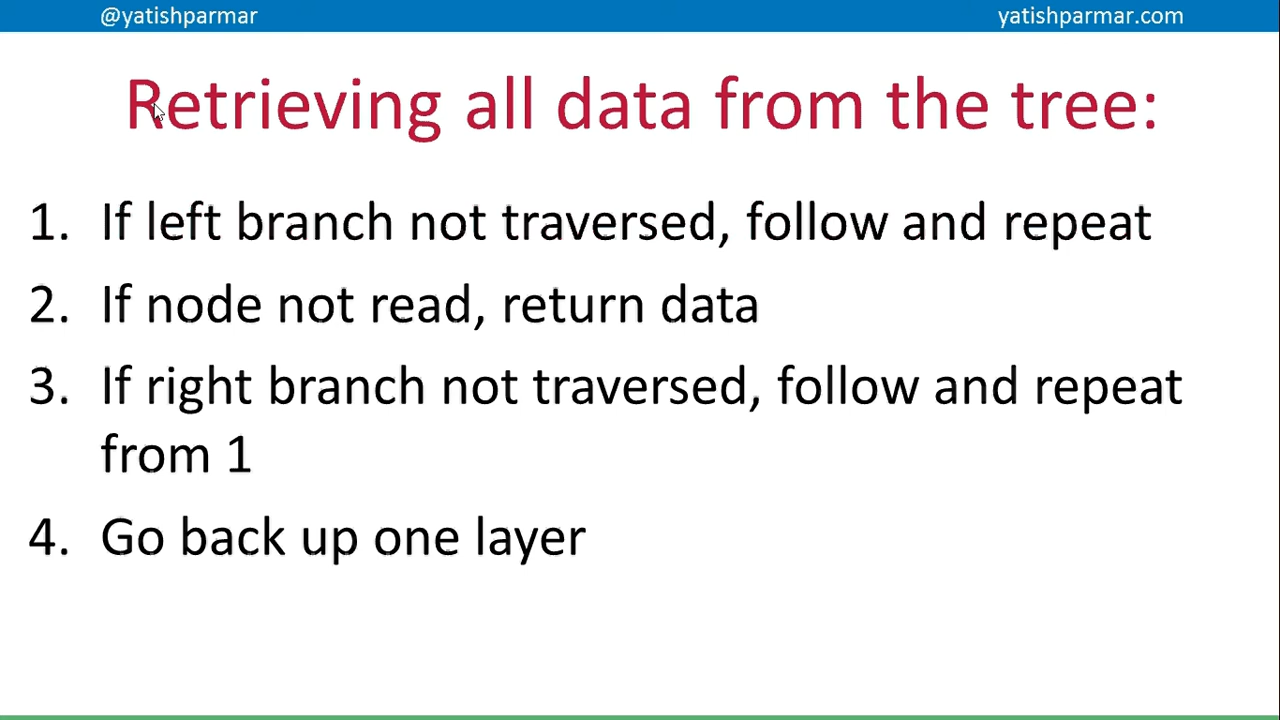 @yatishparmar
yatishparmar.com
Retrieving all data from the tree:
1. If left branch not traversed, follow and repeat
2. If node not read, return data
3. If right branch not traversed, follow and repeat
from 1
4. Go back up one layer